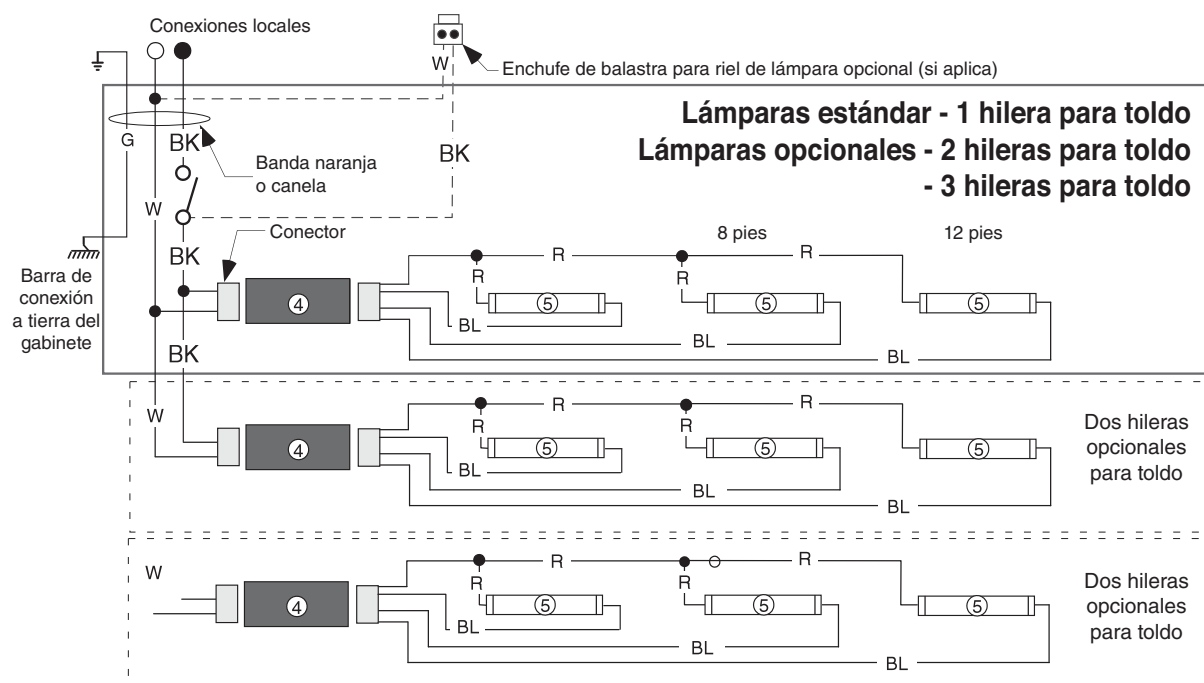 Conexiones locales
W
Enchufe de balastra para riel de lámpara opcional (si aplica)
Lámparas estándar - 1 hilera para toldo
Lámparas opcionales - 2 hileras para toldo
- 3 hileras para toldo
G
BK
BK
Banda naranja
o canela
W
Conector
8 pies
12 pies
BK
R
R
R
R
Barra de
conexión
a tierra del
gabinete
4
5
5
5
BL
BL
BL
BK
W
R
R
R
R
4
5
5
5
BL
BL
BL
Dos hileras
opcionales
para toldo
W
R
R
R
R
4
5
5
5
BL
BL
BL
Dos hileras
opcionales
para toldo